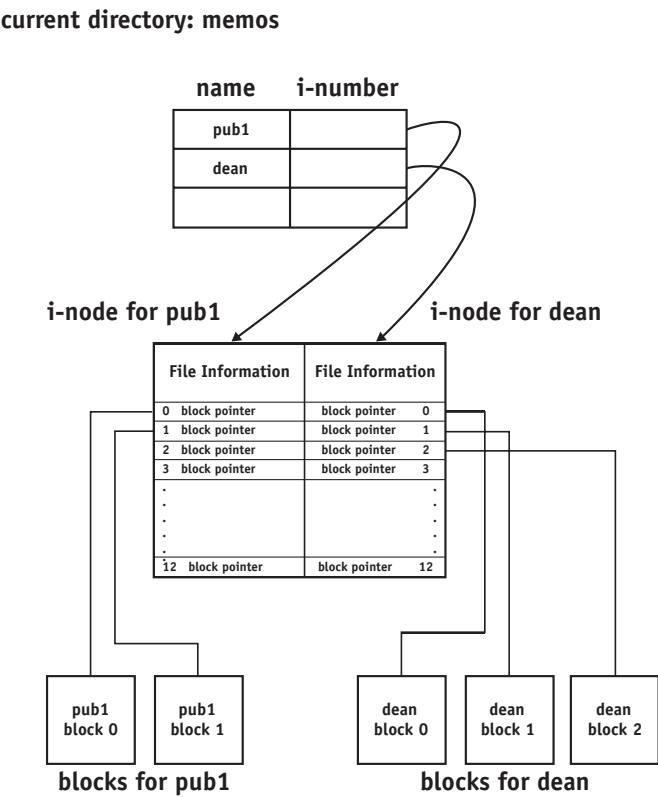 current directory: memos
name i-number
pub1
dean
i-node for pub1 i-node for dean
File Information File Information
0 block pointer block pointer 0
1 block pointer block pointer 1
2 block pointer block pointer 2
3 block pointer block pointer 3
. .
. .
. .
. .
. .
12 block pointer block pointer 12
pub1 pub1 dean dean dean
block 0 block 1 block 0 block 1 block 2
blocks for pub1 blocks for dean